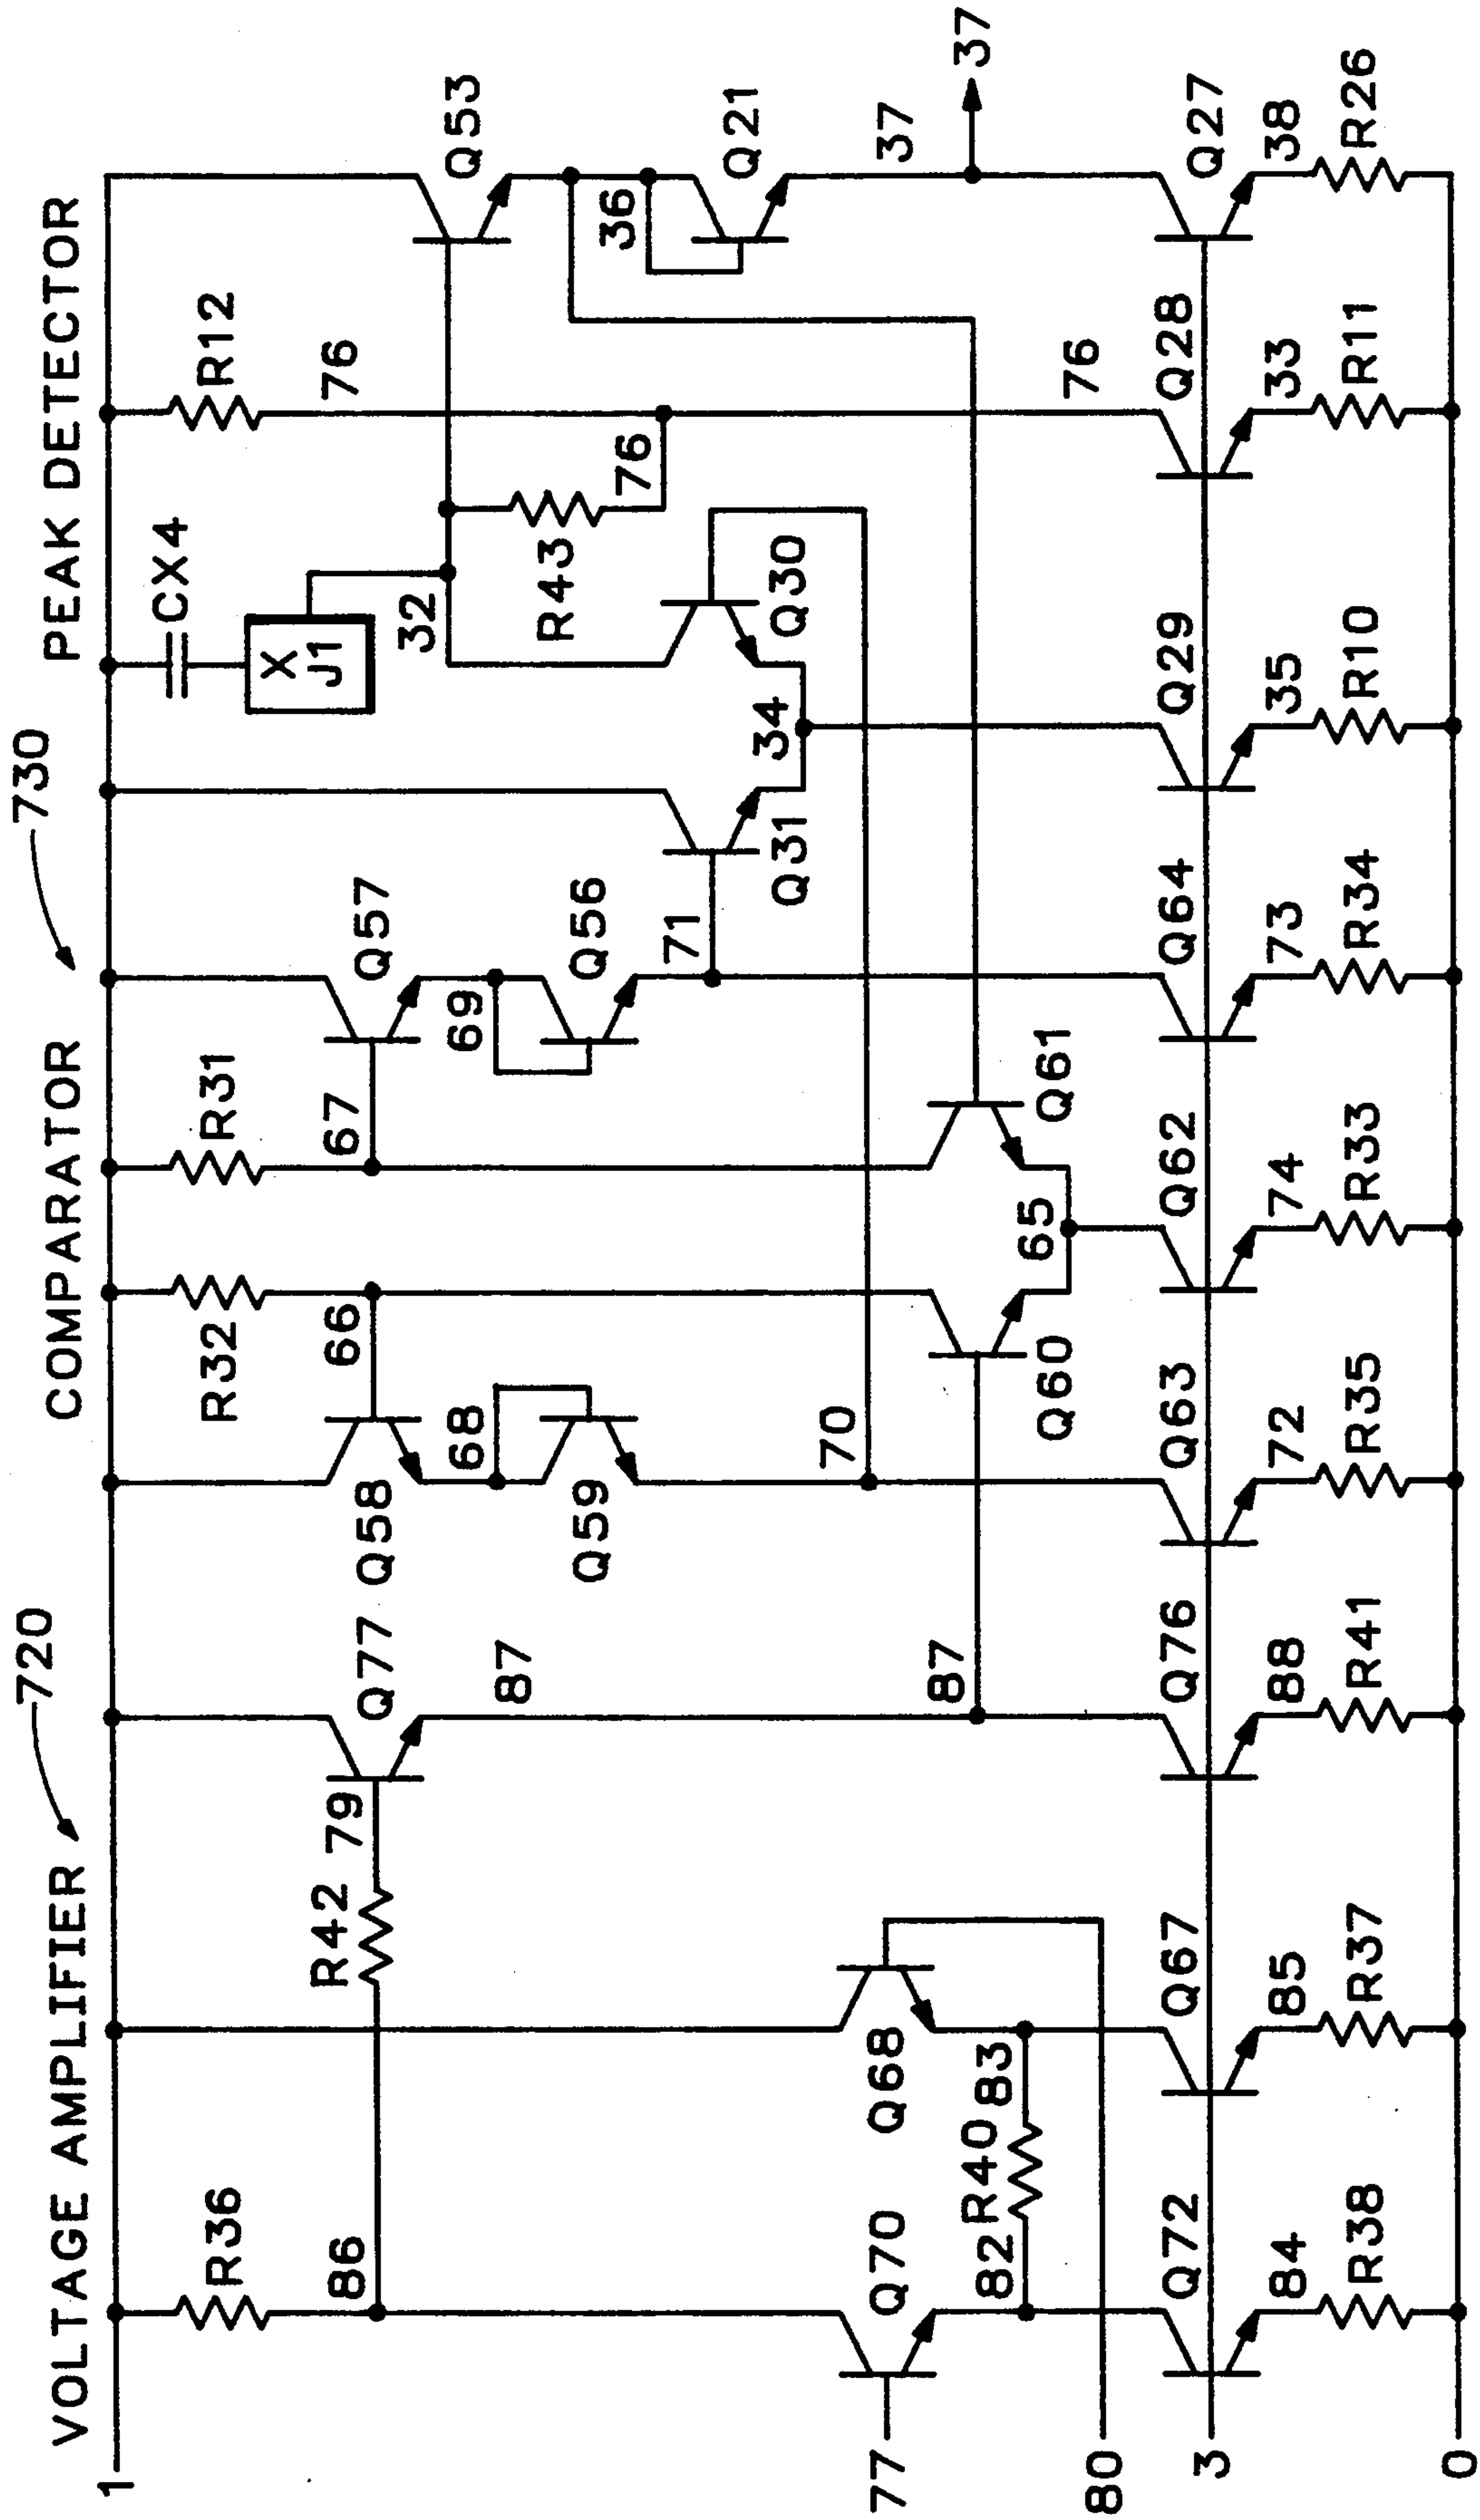 VOLTAGE AMPLIFIER
720
COMPARATOR
730
PEAK DETECTOR
1
R36
86
R42
79
Q77
87
87
R32
66
Q58
68
Q59
70
R31
67
Q57
69
Q56
71
CX4
X
J1
32
R43
76
R12
76
76
Q53
36
Q21
37
37
Q31
34
Q30
77
Q70
82
R40
83
Q68
80
Q60
65
Q61
3
Q72
Q67
Q76
Q63
Q62
Q64
Q29
Q28
Q27
84
85
88
72
74
73
35
33
38
R38
R37
R41
R35
R33
R34
R10
R11
R26
0